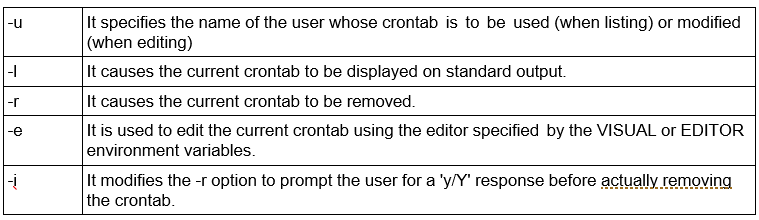 -u It specifies the name of the user whose crontab is to be used (when listing) or modified
(when editing)
-l It causes the current crontab to be displayed on standard output.
-r It causes the current crontab to be removed.
-e It is used to edit the current crontab using the editor specified by the VISUAL or EDITOR
environment variables.
-i It modifies the -r option to prompt the user for a 'y/Y' response before actually removing
the crontab.